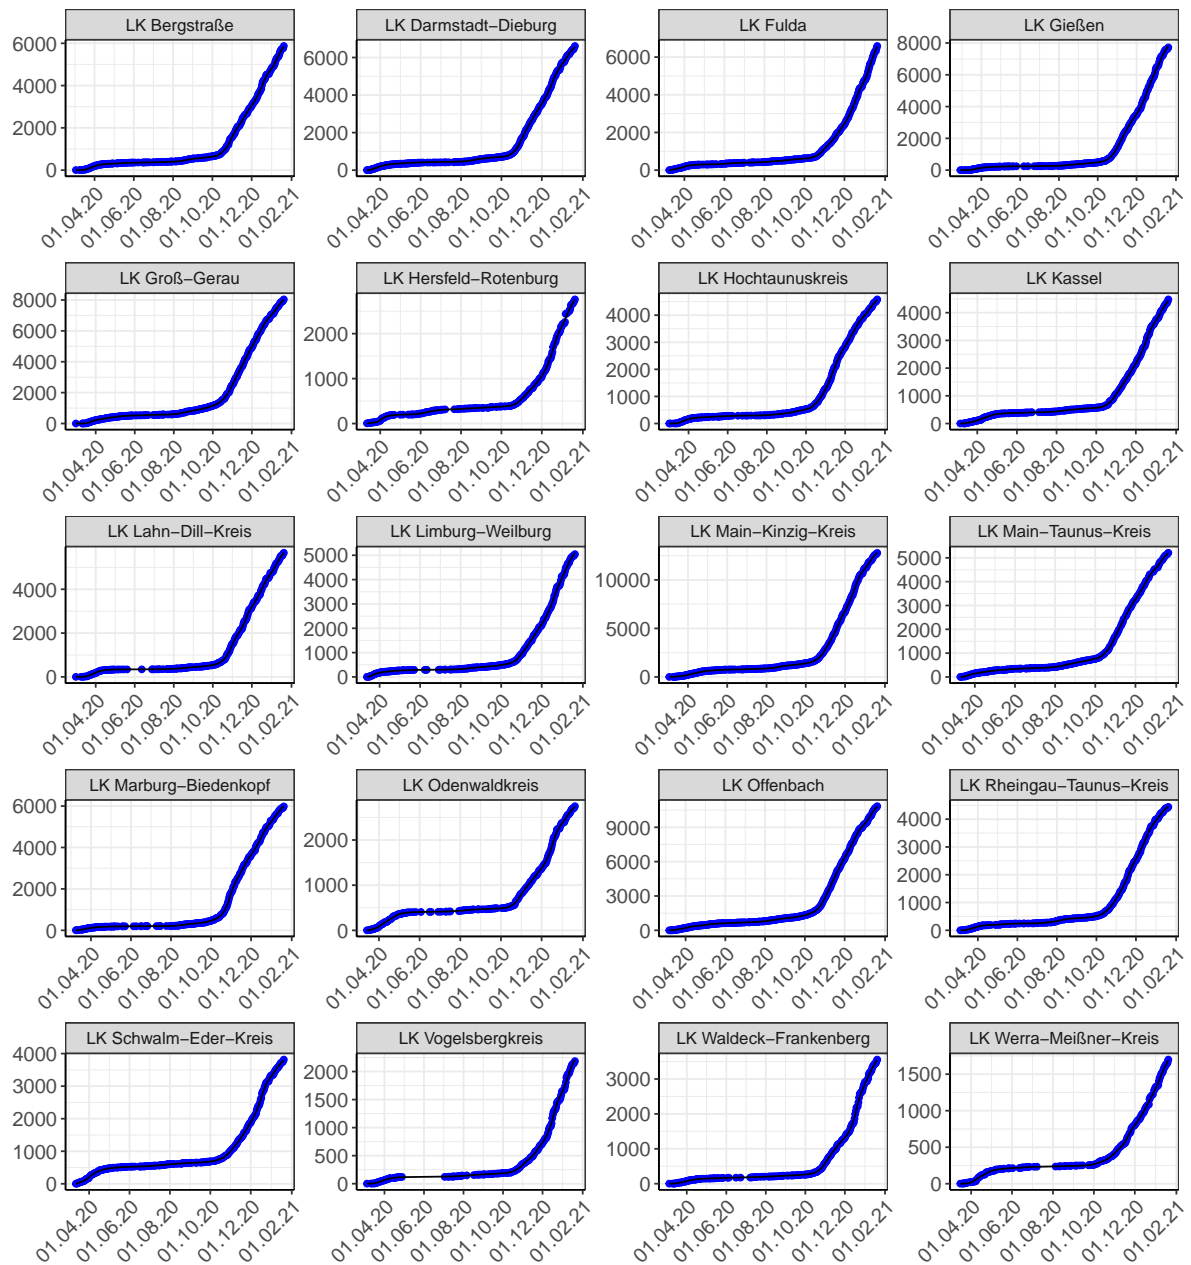 LK Bergstraße
LK Darmstadt−Dieburg
LK Fulda
LK Gießen
6000
4000
2000
0
6000
4000
2000
0
6000
4000
2000
0
8000
6000
4000
2000
0
01.04.20 01.06.20 01.08.20 01.10.20 01.12.20 01.02.21
01.04.20 01.06.20 01.08.20 01.10.20 01.12.20 01.02.21
01.04.20 01.06.20 01.08.20 01.10.20 01.12.20 01.02.21
01.04.20 01.06.20 01.08.20 01.10.20 01.12.20 01.02.21
LK Groß−Gerau
LK Hersfeld−Rotenburg
LK Hochtaunuskreis
LK Kassel
8000
6000
4000
2000
0
2000
1000
0
4000
3000
2000
1000
0
4000
3000
2000
1000
0
01.04.20 01.06.20 01.08.20 01.10.20 01.12.20 01.02.21
01.04.20 01.06.20 01.08.20 01.10.20 01.12.20 01.02.21
01.04.20 01.06.20 01.08.20 01.10.20 01.12.20 01.02.21
01.04.20 01.06.20 01.08.20 01.10.20 01.12.20 01.02.21
LK Lahn−Dill−Kreis
LK Limburg−Weilburg
LK Main−Kinzig−Kreis
LK Main−Taunus−Kreis
4000
2000
0
5000
4000
3000
2000
1000
0
10000
5000
0
5000
4000
3000
2000
1000
0
01.04.20 01.06.20 01.08.20 01.10.20 01.12.20 01.02.21
01.04.20 01.06.20 01.08.20 01.10.20 01.12.20 01.02.21
01.04.20 01.06.20 01.08.20 01.10.20 01.12.20 01.02.21
01.04.20 01.06.20 01.08.20 01.10.20 01.12.20 01.02.21
LK Marburg−Biedenkopf
LK Odenwaldkreis
LK Offenbach
LK Rheingau−Taunus−Kreis
6000
4000
2000
0
2000
1000
0
9000
6000
3000
0
4000
3000
2000
1000
0
01.04.20 01.06.20 01.08.20 01.10.20 01.12.20 01.02.21
01.04.20 01.06.20 01.08.20 01.10.20 01.12.20 01.02.21
01.04.20 01.06.20 01.08.20 01.10.20 01.12.20 01.02.21
01.04.20 01.06.20 01.08.20 01.10.20 01.12.20 01.02.21
LK Schwalm−Eder−Kreis
LK Vogelsbergkreis
LK Waldeck−Frankenberg
LK Werra−Meißner−Kreis
4000
3000
2000
1000
0
2000
1500
1000
500
0
3000
2000
1000
0
1500
1000
500
0
01.04.20 01.06.20 01.08.20 01.10.20 01.12.20 01.02.21
01.04.20 01.06.20 01.08.20 01.10.20 01.12.20 01.02.21
01.04.20 01.06.20 01.08.20 01.10.20 01.12.20 01.02.21
01.04.20 01.06.20 01.08.20 01.10.20 01.12.20 01.02.21